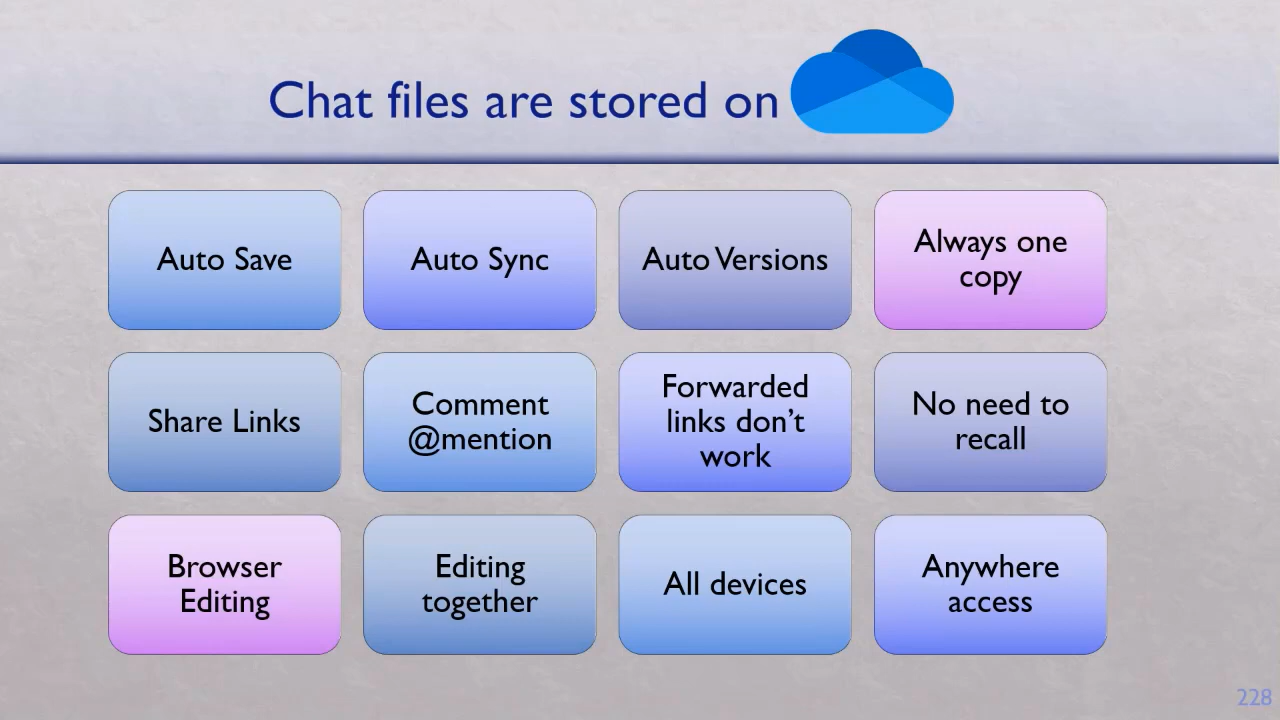 Chat files are stored on
Auto Save
Auto Sync
Auto Versions
Always one
copy
Share Links
Comment
@mention
Forwarded
links don’t
work
No need to
recall
Browser
Editing
Editing
together
All devices
Anywhere
access
228